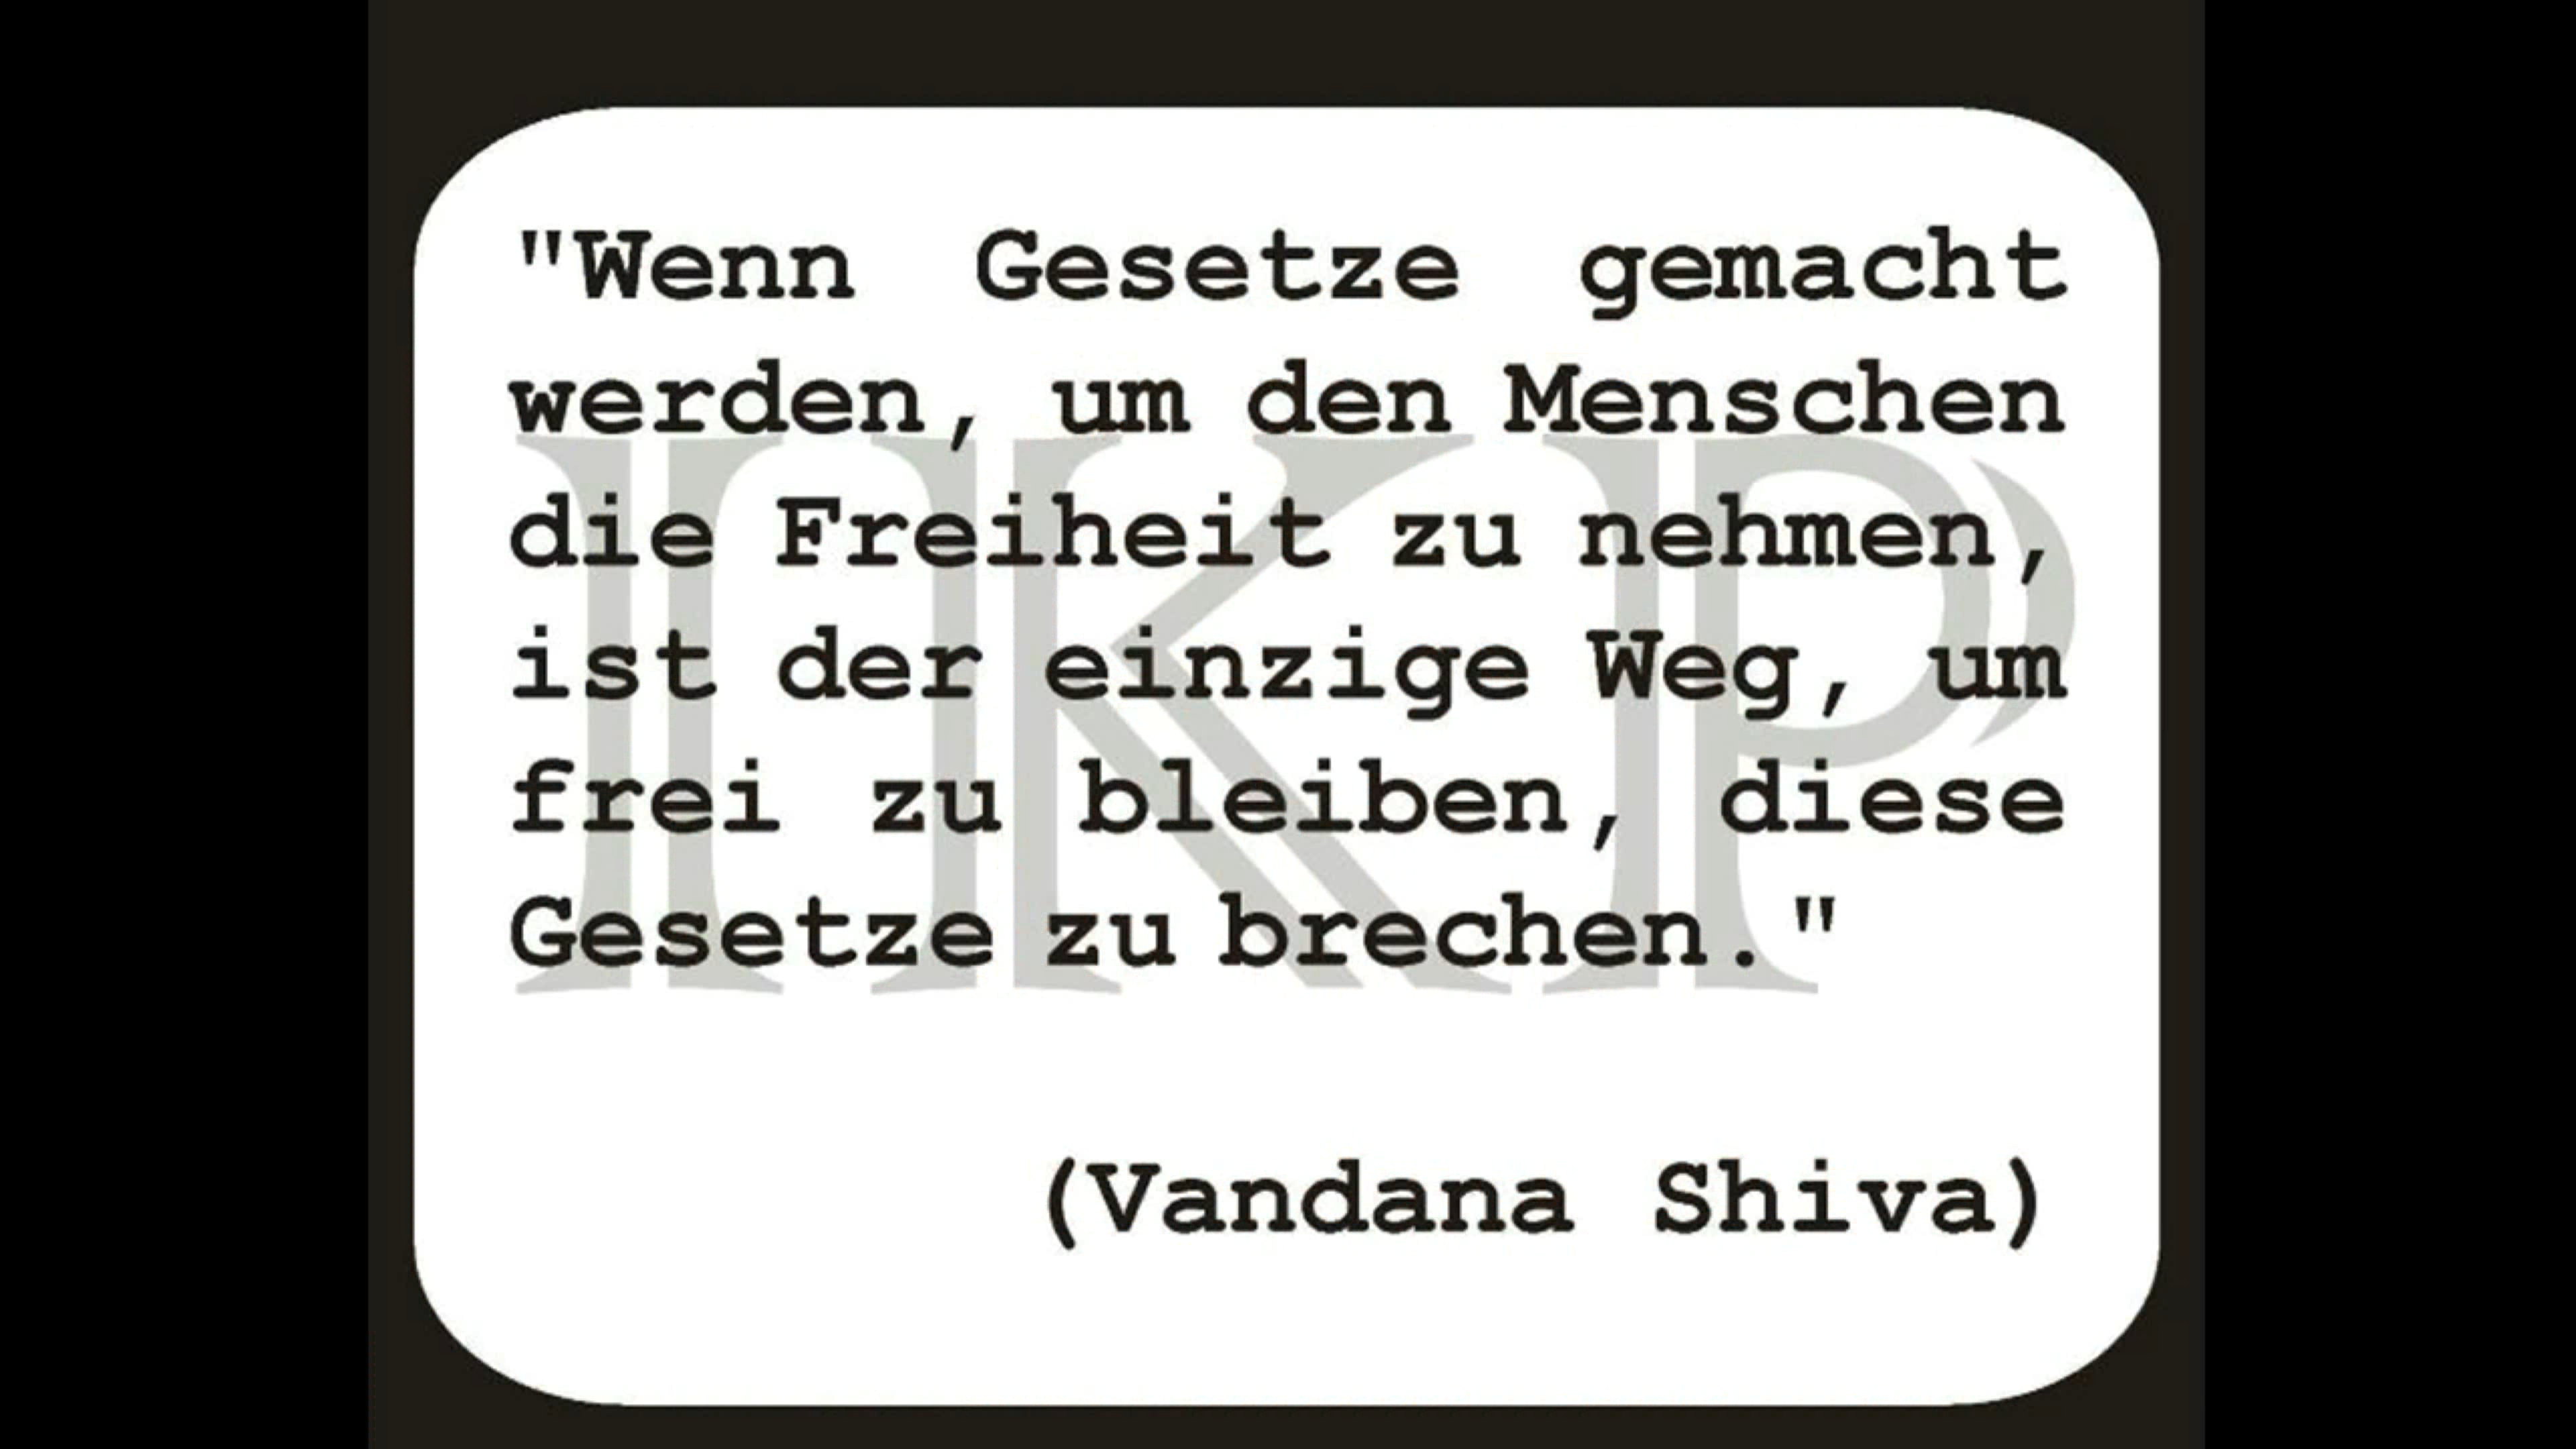 "Wenn Gesetze gemacht
werden, um den Menschen
die Freiheit zu nehmen,
ist der einzige Weg, um
frei zu bleiben, diese
Gesetze zu brechen."
(Vandana Shiva)
IKP